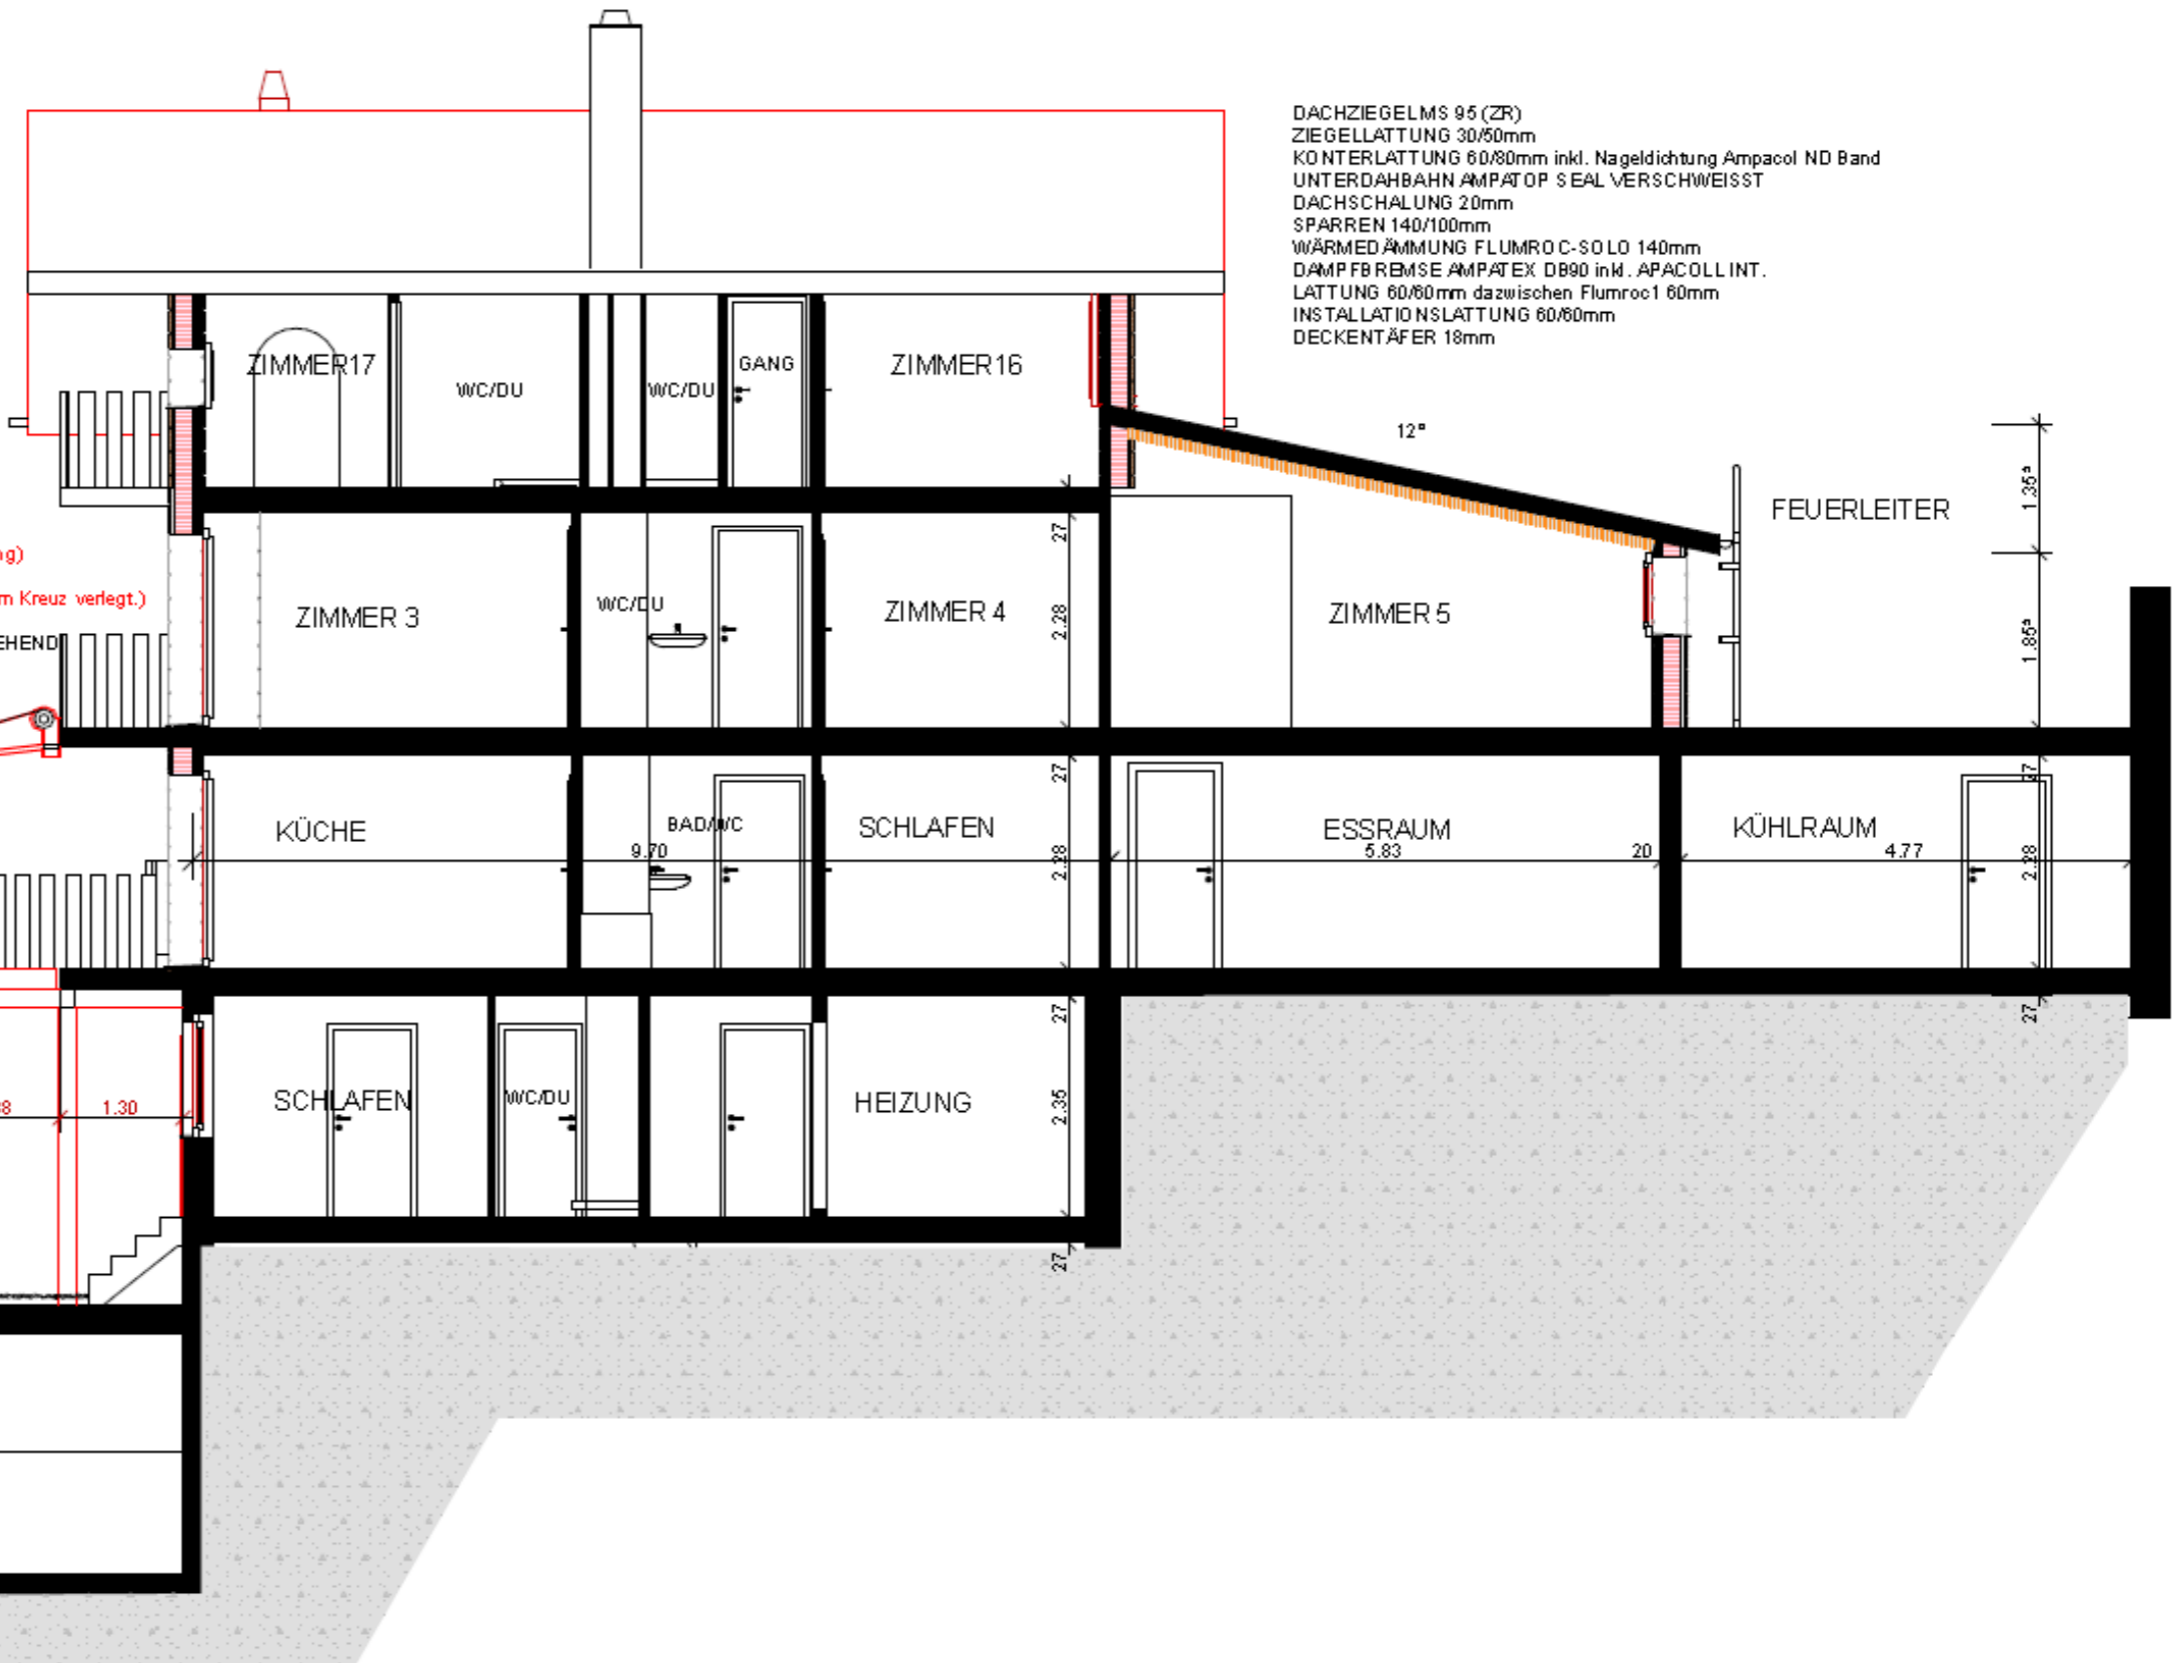 DACHZIEGEL MS 95 (ZR)
ZIEGELLATTUNG 30/50mm
KONTERLATTUNG 60/80mm inkl. Nageldichtung Ampacol ND Band
UNTERDAHBAHN AMPATOP SEAL VERSCHWEISST
DACHSCHALUNG 20mm
SPARREN 140/100mm
WÄRMEDÄMMUNG FLUMROC-SOLO 140mm
DAMPFBREMSE AMPATEX DB90 inkl. APACOLL INT.
LATTUNG 60/60mm dazwischen Flumroc1 60mm
INSTALLATIONSLATTUNG 60/60mm
DECKENTÄFER 18mm
ZIMMER17
WC/DU
WC/DU
GANG
ZIMMER16
12°
1.35⁵
FEUERLEITER
27
ZIMMER 3
WC/DU
ZIMMER 4
2.28
ZIMMER 5
1.85⁵
m Kreuz verlegt.)
EHEND
27
27
KÜCHE
BAD/WC
SCHLAFEN
ESSRAUM
KÜHLRAUM
9.70
2.28
5.83
20
4.77
2.28
27
27
1.30
SCHLAFEN
WC/DU
HEIZUNG
2.35
27